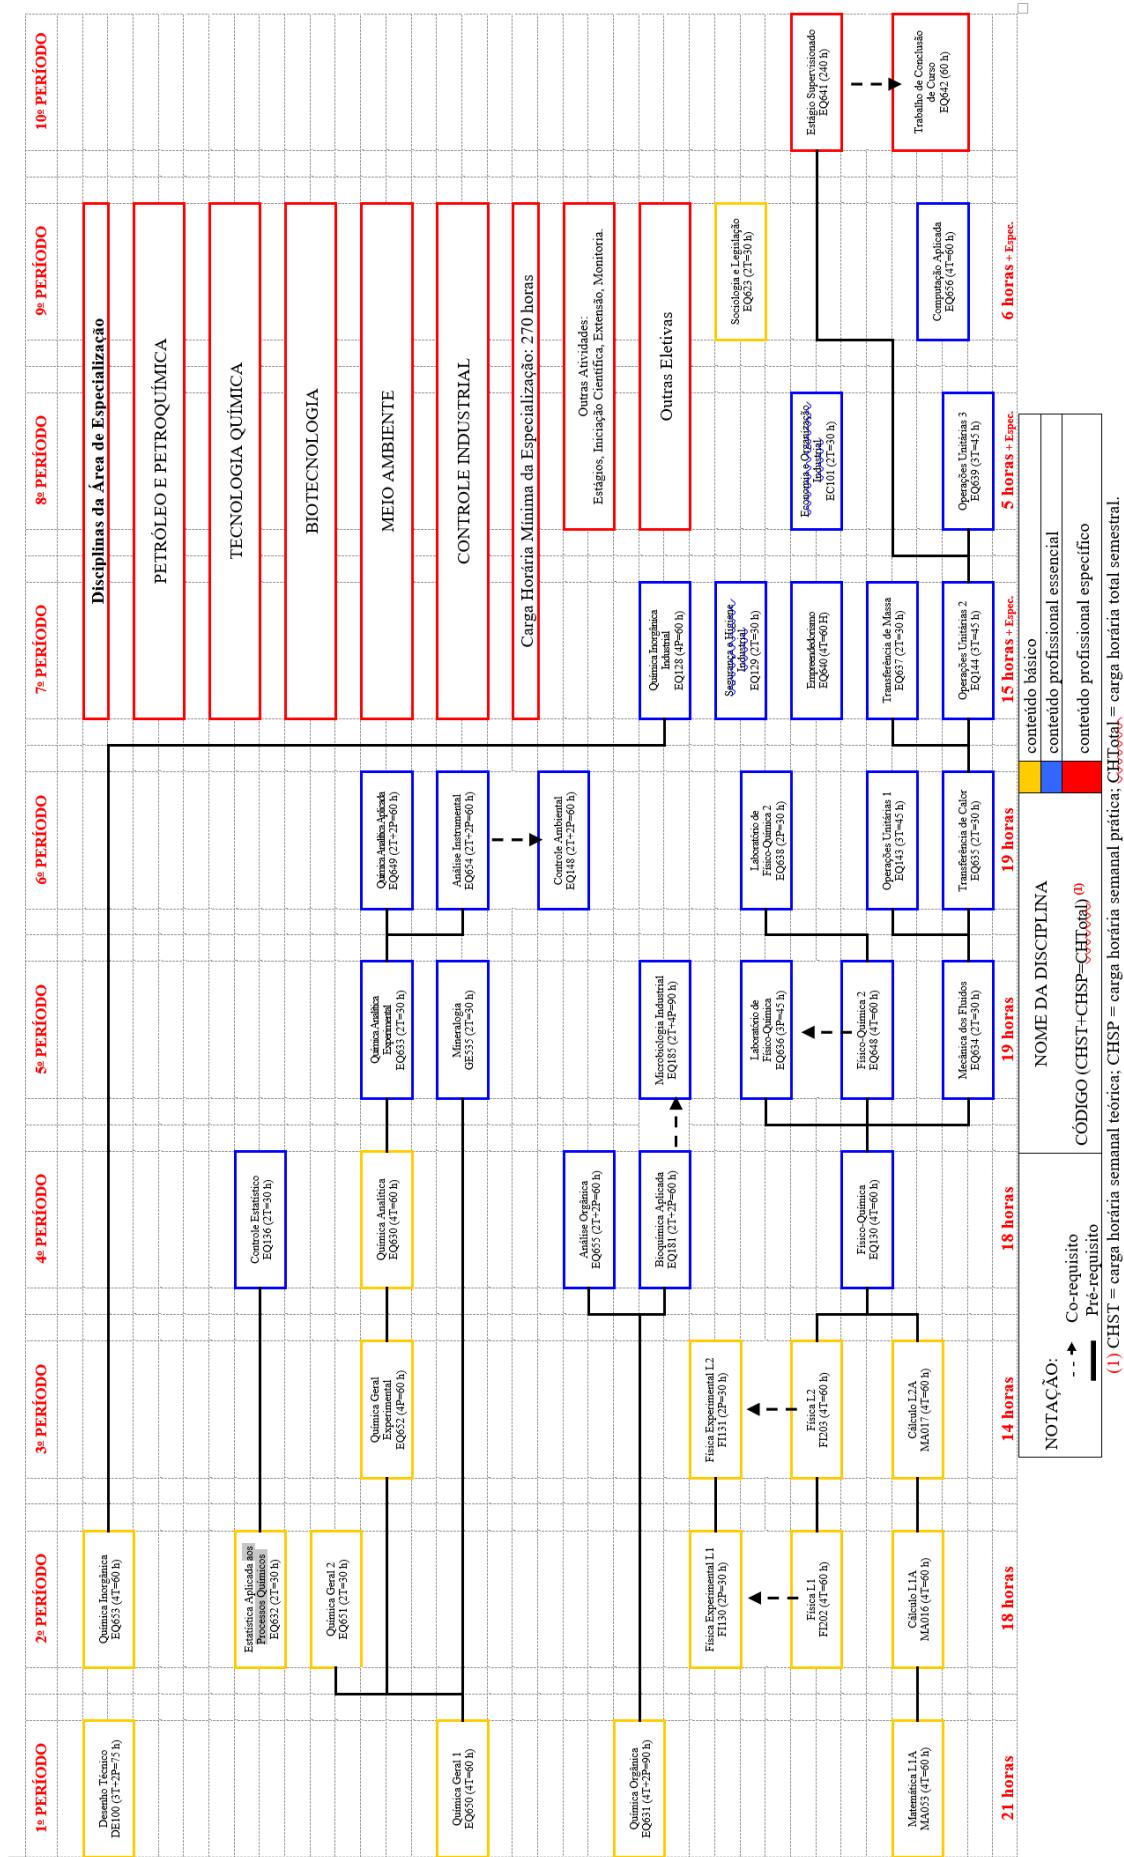 1º PERÍODO
2º PERÍODO
3º PERÍODO
4º PERÍODO
5º PERÍODO
6º PERÍODO
7º PERÍODO
8º PERÍODO
9º PERÍODO
10º PERÍODO
Desenho Técnico
DE100 (3T+2P=75 h)
Química Geral 1
EQ650 (4T=60 h)
Química Orgânica
EQ631 (4T+2P=90 h)
Matemática L1A
MA053 (4T=60 h)
21 horas
Química Inorgânica
EQ653 (4T=60 h)
Estatística Aplicada aos
Processos Químicos
EQ632 (2T=30 h)
Química Geral 2
EQ651 (2T=30 h)
Física Experimental L1
FI130 (2P=30 h)
Física L1
FI202 (4T=60 h)
Cálculo L1A
MA016 (4T=60 h)
18 horas
Química Geral
Experimental
EQ652 (4P=60 h)
Física Experimental L2
FI131 (2P=30 h)
Física L2
FI203 (4T=60 h)
Cálculo L2A
MA017 (4T=60 h)
14 horas
Controle Estatístico
EQ136 (2T=30 h)
Química Analítica
EQ630 (4T=60 h)
Análise Orgânica
EQ655 (2T+2P=60 h)
Bioquímica Aplicada
EQ181 (2T+2P=60 h)
Físico-Química
EQ130 (4T=60 h)
18 horas
Química Analítica
Experimental
EQ633 (2T=30 h)
Mineralogia
GE535 (2T=30 h)
Microbiologia Industrial
EQ185 (2T+4P=90 h)
Laboratório de
Físico-Química
EQ636 (3P=45 h)
Físico-Química 2
EQ648 (4T=60 h)
Mecânica dos Fluidos
EQ634 (2T=30 h)
19 horas
Química Analítica Aplicada
EQ649 (2T+2P=60 h)
Análise Instrumental
EQ654 (2T+2P=60 h)
Controle Ambiental
EQ148 (2T+2P=60 h)
Laboratório de
Físico-Química 2
EQ638 (2P=30 h)
Operações Unitárias 1
EQ143 (3T=45 h)
Transferência de Calor
EQ635 (2T=30 h)
19 horas
Disciplinas da Área de Especialização
PETRÓLEO E PETROQUÍMICA
TECNOLOGIA QUÍMICA
BIOTECNOLOGIA
MEIO AMBIENTE
CONTROLE INDUSTRIAL
Carga Horária Mínima da Especialização: 270 horas
Outras Atividades:
Estágios, Iniciação Científica, Extensão, Monitoria.
Outras Eletivas
Química Inorgânica
Industrial
EQ128 (4P=60 h)
Segurança e Higiene
Industrial
EQ129 (2T=30 h)
Empreendedorismo
EQ640 (4T=60 H)
Transferência de Massa
EQ637 (2T=30 h)
Operações Unitárias 2
EQ144 (3T=45 h)
15 horas + Espec.
Economia e Organização
Industrial
EC101 (2T=30 h)
Operações Unitárias 3
EQ639 (3T=45 h)
5 horas + Espec.
Sociologia e Legislação
EQ623 (2T=30 h)
Computação Aplicada
EQ656 (4T=60 h)
6 horas + Espec.
Estágio Supervisionado
EQ641 (240 h)
Trabalho de Conclusão
de Curso
EQ642 (60 h)
NOTAÇÃO:
Co-requisito
Pré-requisito
NOME DA DISCIPLINA
CÓDIGO (CHST+CHSP=CHTotal) (1)
conteúdo básico
conteúdo profissional essencial
conteúdo profissional específico
(1) CHST = carga horária semanal teórica; CHSP = carga horária semanal prática; CHTotal = carga horária total semestral.